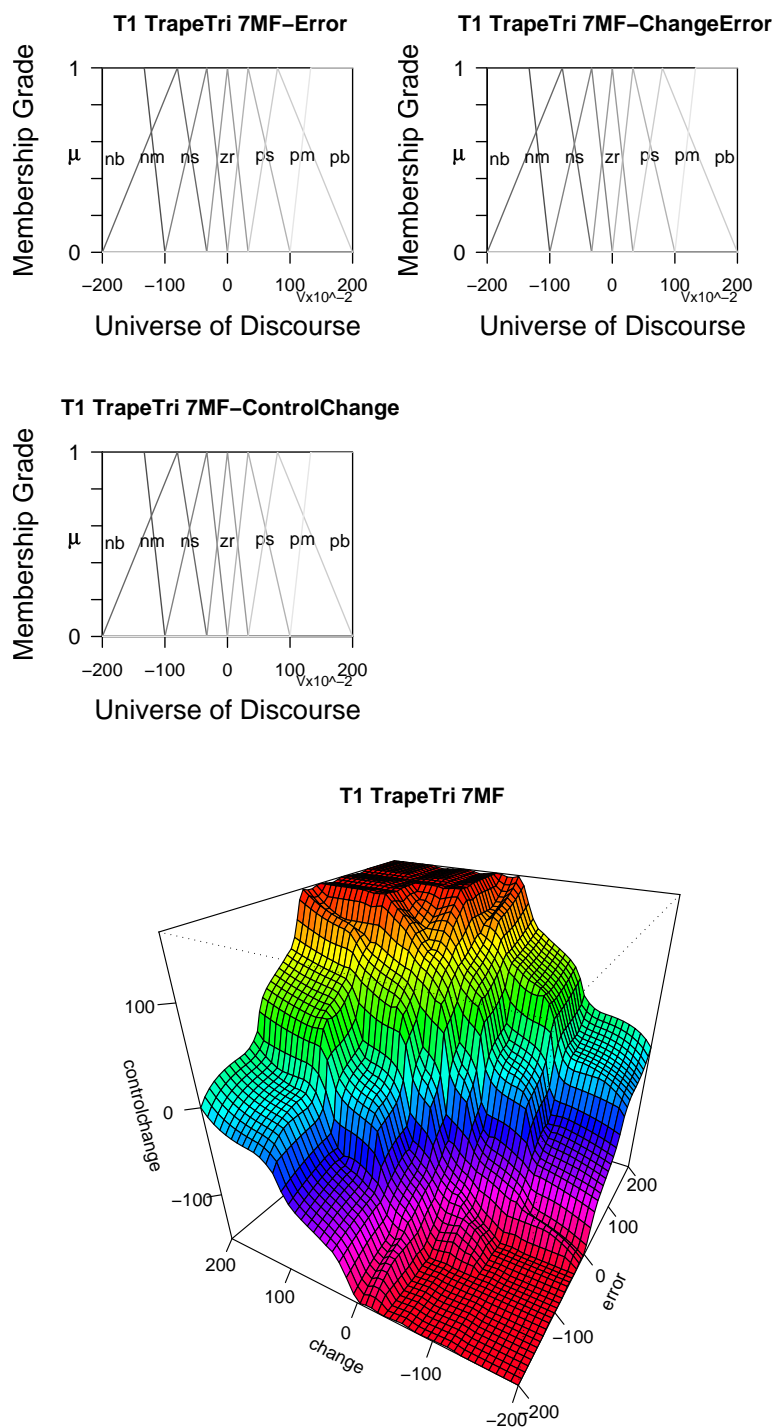 T1 TrapeTri 7MF−Error
Membership Grade
μ
1
0
nb nm ns zr ps pm pb
−200 −100 0 100 200
Vx10^−2
Universe of Discourse
T1 TrapeTri 7MF−ChangeError
Membership Grade
μ
1
0
nb nm ns zr ps pm pb
−200 −100 0 100 200
Vx10^−2
Universe of Discourse
T1 TrapeTri 7MF−ControlChange
Membership Grade
μ
1
0
nb nm ns zr ps pm pb
−200 −100 0 100 200
Vx10^−2
Universe of Discourse
T1 TrapeTri 7MF
controlchange
100
0
−100
change
200
100
0
−100
−200
error
−200
−100
0
100
200